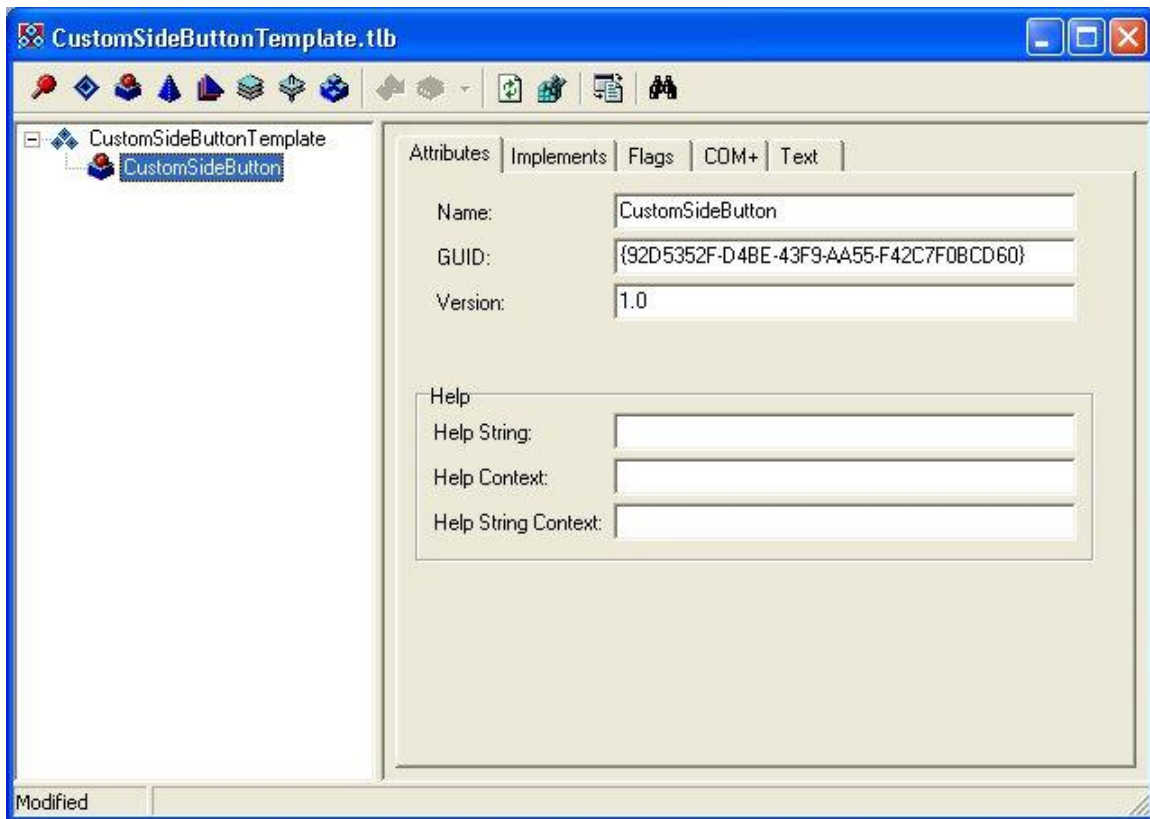 CustomSideButtonTemplate.tlb
CustomSideButtonTemplate
CustomSideButton
Attributes Implements Flags COM+ Text
Name: CustomSideButton
GUID: {92D5352F-D4BE-43F9-AA55-F42C7F0BCD60}
Version: 1.0
Help
Help String:
Help Context:
Help String Context:
Modified